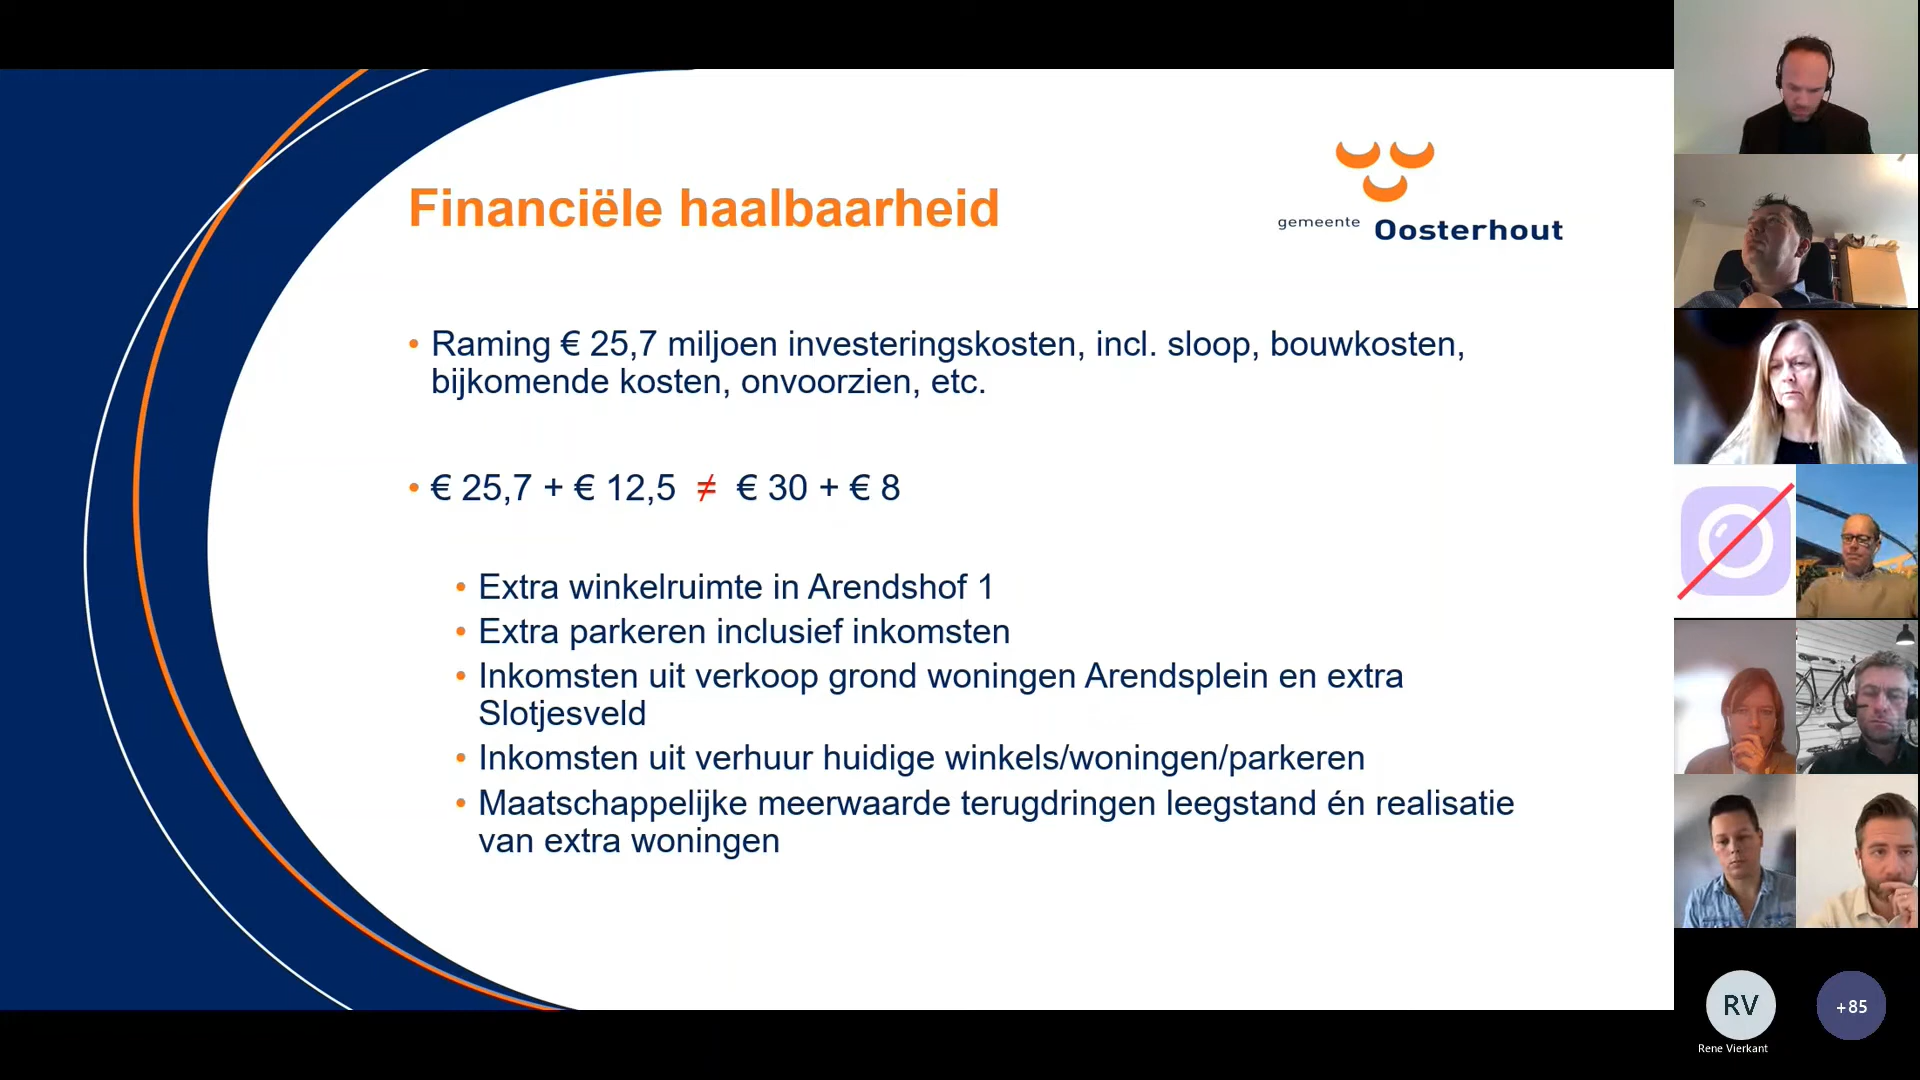 Financiële haalbaarheid
gemeente Oosterhout
• Raming € 25,7 miljoen investeringskosten, incl. sloop, bouwkosten,
bijkomende kosten, onvoorzien, etc.
• € 25,7 + € 12,5 ≠ € 30 + € 8
• Extra winkelruimte in Arendshof 1
• Extra parkeren inclusief inkomsten
• Inkomsten uit verkoop grond woningen Arendsplein en extra
Slotjesveld
• Inkomsten uit verhuur huidige winkels/woningen/parkeren
• Maatschappelijke meerwaarde terugdringen leegstand én realisatie
van extra woningen
RV
+85
Rene Vierkant